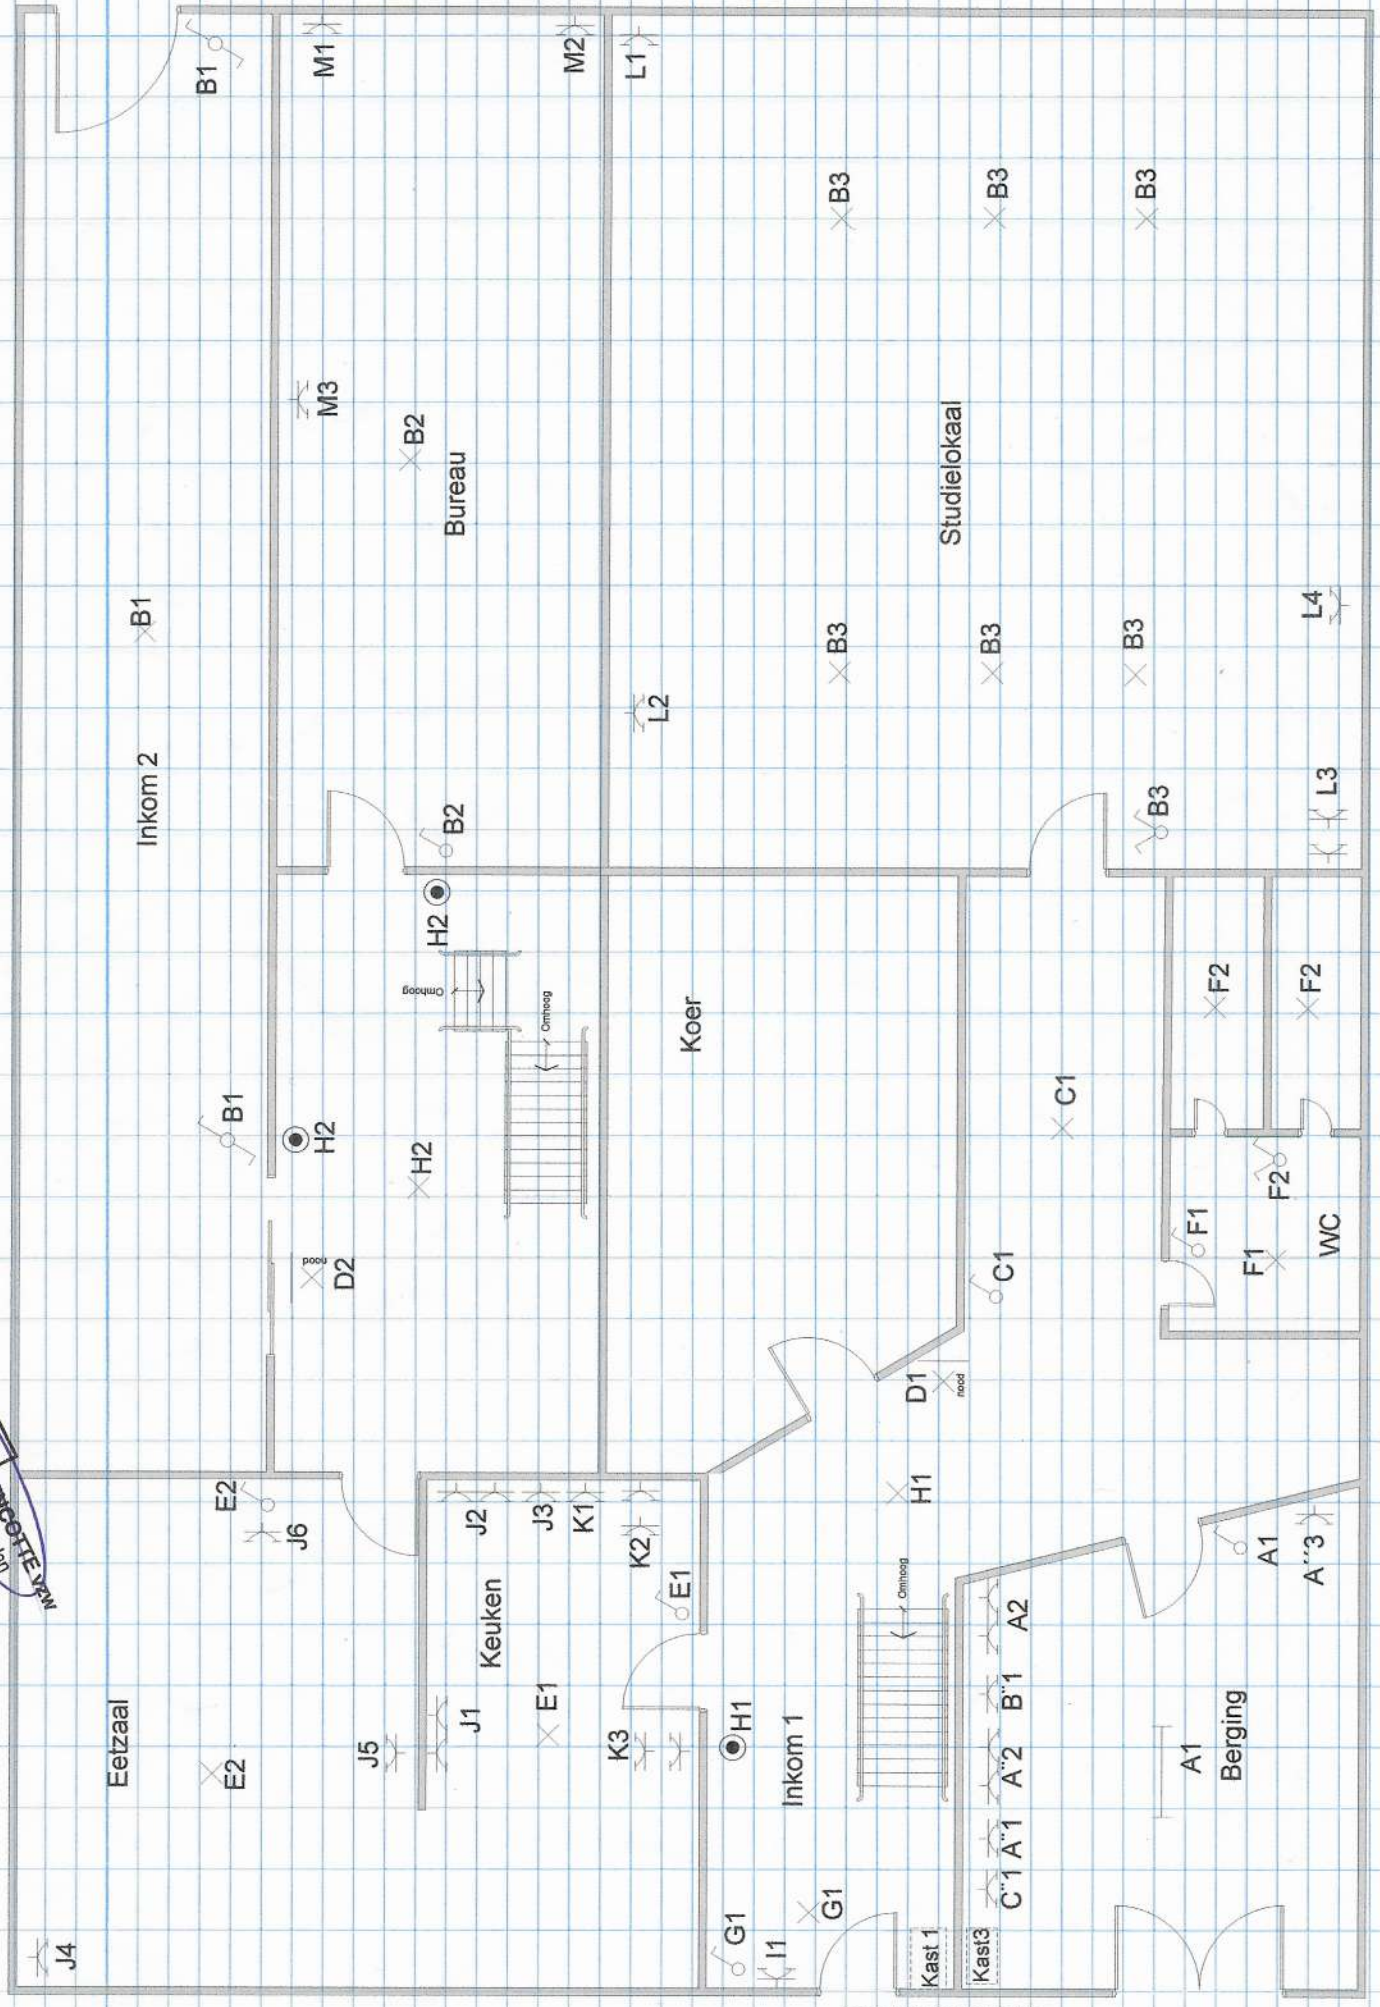 J4
Eetzaal
E2
J5
E2
J6
J1
Keuken
E1
J2
J3
K1
K2
E1
K3
INCOTTE VZW
Inkom 2
B1
B1
B1
D2
nood
H2
H2
H2
Omhoog
Omhoog
B2
Bureau
B2
M3
M1
M2
Koer
L2
L1
Studielokaal
B3
B3
B3
B3
B3
B3
B3
L3
L4
G1
I1
G1
Inkom 1
H1
H1
Omhoog
D1
nood
C1
C1
Kast 1
Kast3
C¨1
A¨1
A¨2
B¨1
A2
A1
Berging
A1
A¨3
F1
F1
F2
WC
F2
F2